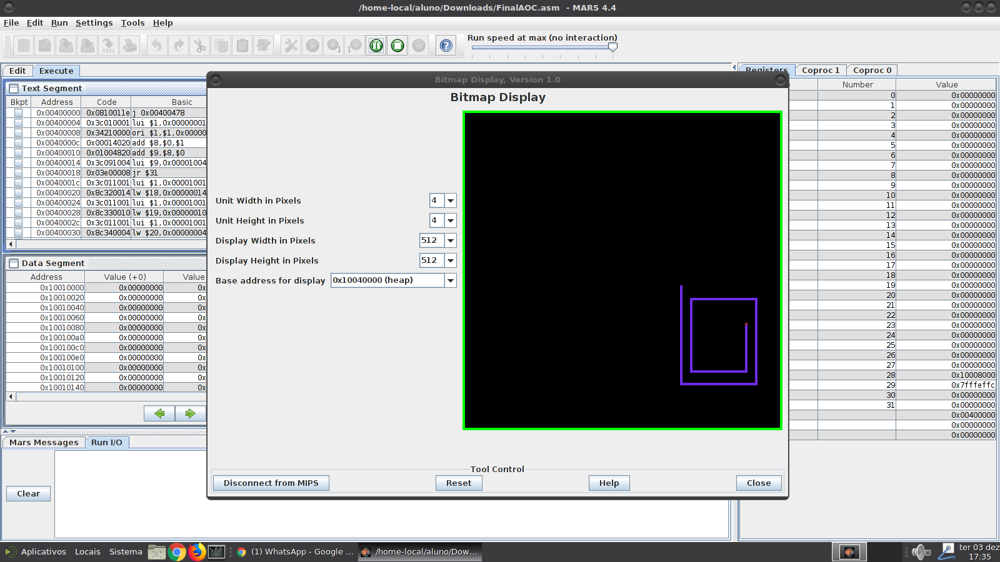 /home-local/aluno/Downloads/FinalAOC.asm - MARS 4.4
File Edit Run Settings Tools Help
Run speed at max (no interaction)
Edit Execute
Text Segment
Bkpt Address Code Basic
0x00400000 0x0810011e j 0x00400478
0x00400004 0x3c010001 lui $1,0x00000001
0x00400008 0x34210000 ori $1,$1,0x00000
0x0040000c 0x00014020 add $8,$0,$1
0x00400010 0x01004820 add $9,$8,$0
0x00400014 0x3c091004 lui $9,0x00001004
0x00400018 0x03e00008 jr $31
0x0040001c 0x3c011001 lui $1,0x00001001
0x00400020 0x8c320014 lw $18,0x00000014
0x00400024 0x3c011001 lui $1,0x00001001
0x00400028 0x8c330010 lw $19,0x00000010
0x0040002c 0x3c011001 lui $1,0x00001001
0x00400030 0x8c340004 lw $20,0x00000004
Data Segment
Address Value (+0) Value
0x10010000 0x00000000 0x
0x10010020 0x00000000 0x
0x10010040 0x00000000 0x
0x10010060 0x00000000 0x
0x10010080 0x00000000 0x
0x100100a0 0x00000000 0x
0x100100c0 0x00000000 0x
0x100100e0 0x00000000 0x
0x10010100 0x00000000 0x
0x10010120 0x00000000 0x
0x10010140 0x00000000 0x
Mars Messages Run I/O
Clear
Bitmap Display, Version 1.0
Bitmap Display
Unit Width in Pixels 4
Unit Height in Pixels 4
Display Width in Pixels 512
Display Height in Pixels 512
Base address for display 0x10040000 (heap)
Tool Control
Disconnect from MIPS Reset Help Close
Registers Coproc 1 Coproc 0
Number Value
0 0x00000000
1 0x00000000
2 0x00000000
3 0x00000000
4 0x00000000
5 0x00000000
6 0x00000000
7 0x00000000
8 0x00000000
9 0x00000000
10 0x00000000
11 0x00000000
12 0x00000000
13 0x00000000
14 0x00000000
15 0x00000000
16 0x00000000
17 0x00000000
18 0x00000000
19 0x00000000
20 0x00000000
21 0x00000000
22 0x00000000
23 0x00000000
24 0x00000000
25 0x00000000
26 0x00000000
27 0x00000000
28 0x10008000
29 0x7fffeffc
30 0x00000000
31 0x00000000
0x00400000
0x00000000
0x00000000
Aplicativos Locais Sistema (1) WhatsApp - Google ... /home-local/aluno/Dow... ter 03 dez
17:35